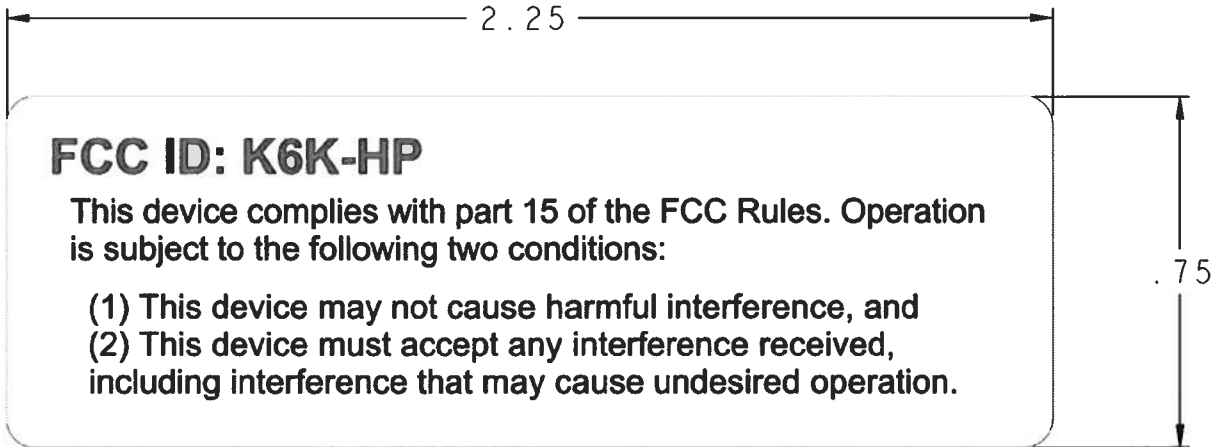 2.25
FCC ID: K6K-HP
This device complies with part 15 of the FCC Rules. Operation
is subject to the following two conditions:
(1) This device may not cause harmful interference, and
(2) This device must accept any interference received,
including interference that may cause undesired operation.
.75